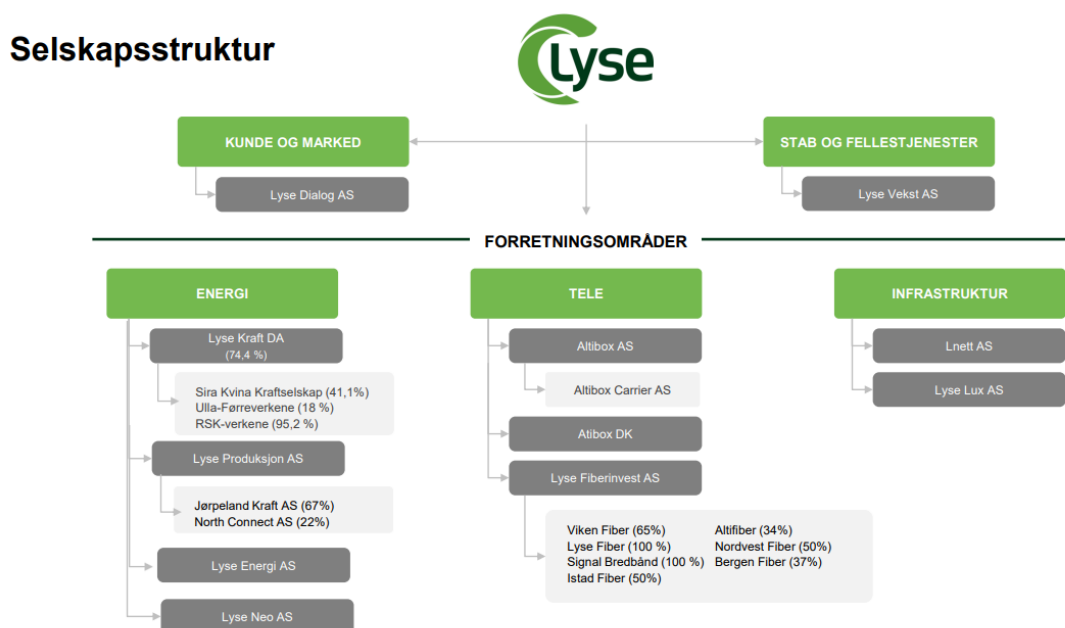 Selskapsstruktur
Lyse
KUNDE OG MARKED
Lyse Dialog AS
STAB OG FELLESTJENESTER
Lyse Vekst AS
FORRETNINGSOMRÅDER
ENERGI
Lyse Kraft DA
(74,4 %)
Sira Kvina Kraftselskap (41,1%)
Ulla-Førreverkene (18 %)
RSK-verkene (95,2 %)
Lyse Produksjon AS
Jørpeland Kraft AS (67%)
North Connect AS (22%)
Lyse Energi AS
Lyse Neo AS
TELE
Altibox AS
Altibox Carrier AS
Atibox DK
Lyse Fiberinvest AS
Viken Fiber (65%)
Lyse Fiber (100 %)
Signal Bredbånd (100 %)
Istad Fiber (50%)
Altifiber (34%)
Nordvest Fiber (50%)
Bergen Fiber (37%)
INFRASTRUKTUR
Lnett AS
Lyse Lux AS